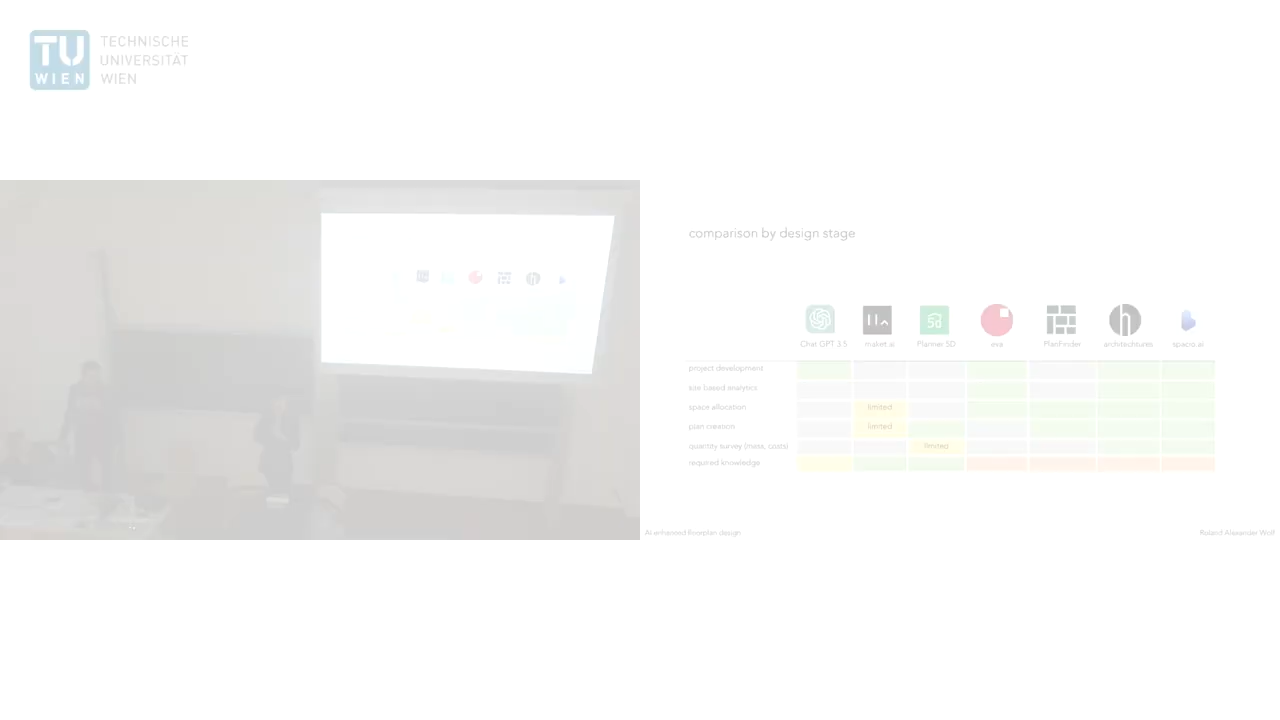 TU
WIEN
TECHNISCHE
UNIVERSITÄT
WIEN
comparison by design stage
Chat GPT 3.5 maket.ai Planner 5D eva PlanFinder architechtures spacio.ai
project development
site based analytics
space allocation limited
plan creation limited
quantity survey (mass, costs) limited
required knowledge
AI enhanced floorplan design
Roland Alexander Wolf